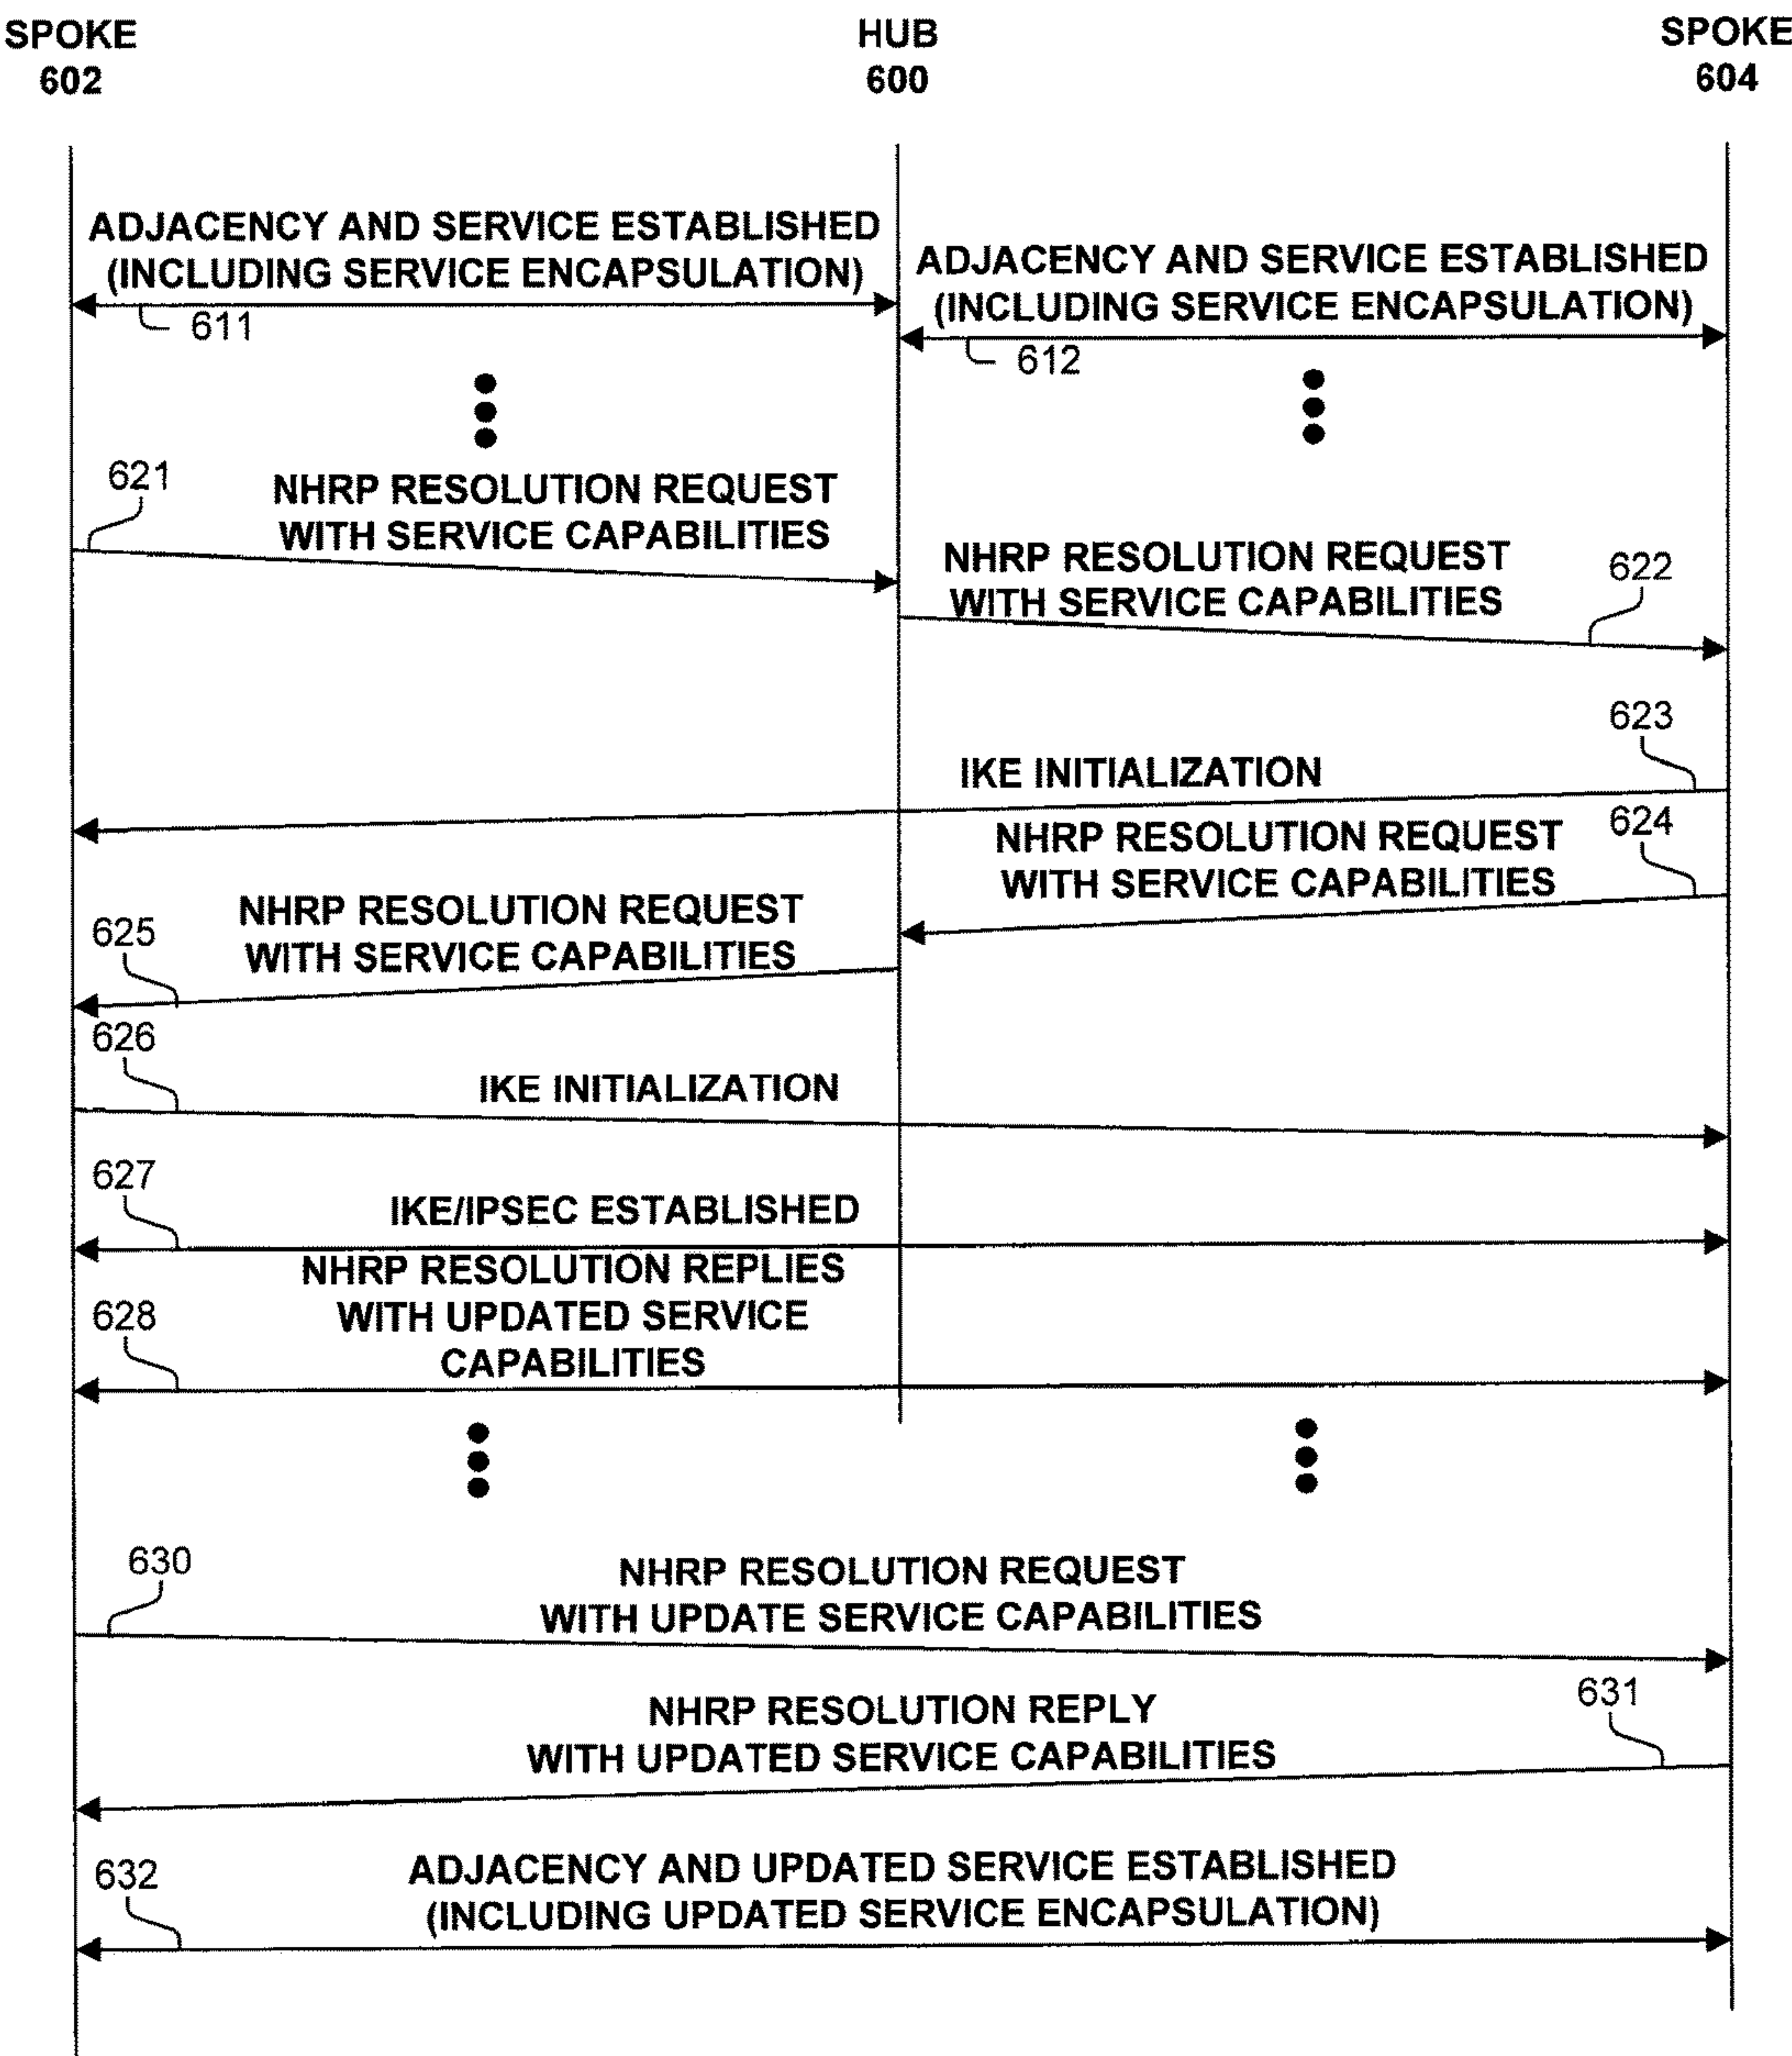 SPOKE
602
HUB
600
SPOKE
604
ADJACENCY AND SERVICE ESTABLISHED
(INCLUDING SERVICE ENCAPSULATION)
611
ADJACENCY AND SERVICE ESTABLISHED
(INCLUDING SERVICE ENCAPSULATION)
612
621
NHRP RESOLUTION REQUEST
WITH SERVICE CAPABILITIES
NHRP RESOLUTION REQUEST
WITH SERVICE CAPABILITIES
622
623
IKE INITIALIZATION
624
NHRP RESOLUTION REQUEST
WITH SERVICE CAPABILITIES
625
NHRP RESOLUTION REQUEST
WITH SERVICE CAPABILITIES
626
IKE INITIALIZATION
627
IKE/IPSEC ESTABLISHED
NHRP RESOLUTION REPLIES
WITH UPDATED SERVICE
CAPABILITIES
628
630
NHRP RESOLUTION REQUEST
WITH UPDATE SERVICE CAPABILITIES
631
NHRP RESOLUTION REPLY
WITH UPDATED SERVICE CAPABILITIES
632
ADJACENCY AND UPDATED SERVICE ESTABLISHED
(INCLUDING UPDATED SERVICE ENCAPSULATION)